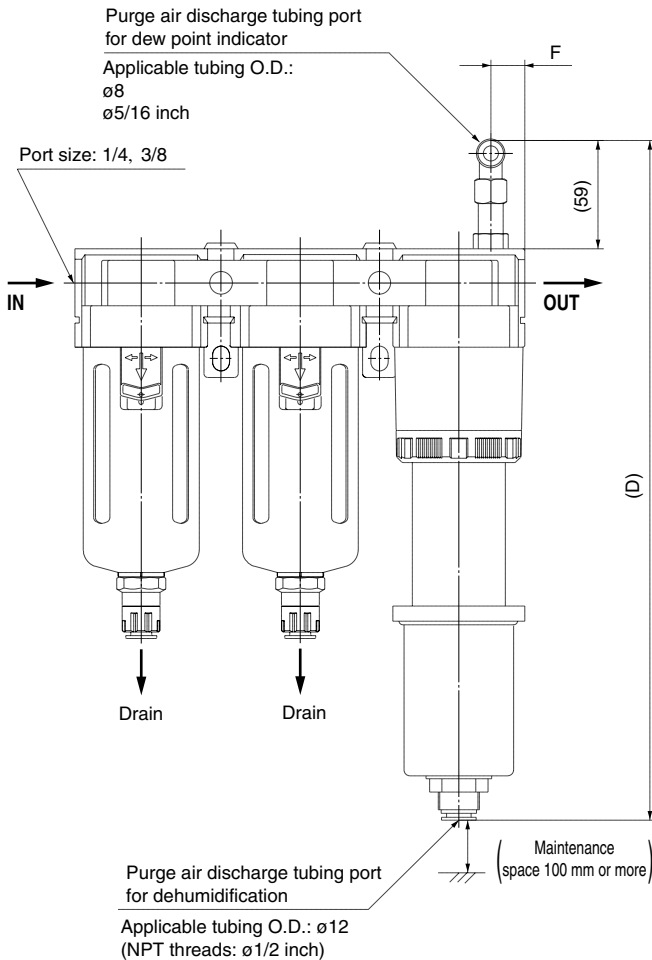 Purge air discharge tubing port
for dew point indicator
Applicable tubing O.D.:
ø8
ø5/16 inch
F
Port size: 1/4, 3/8
(59)
IN
OUT
(D)
Drain
Drain
Maintenance
space 100 mm or more
Purge air discharge tubing port
for dehumidification
Applicable tubing O.D.: ø12
(NPT threads: ø1/2 inch)